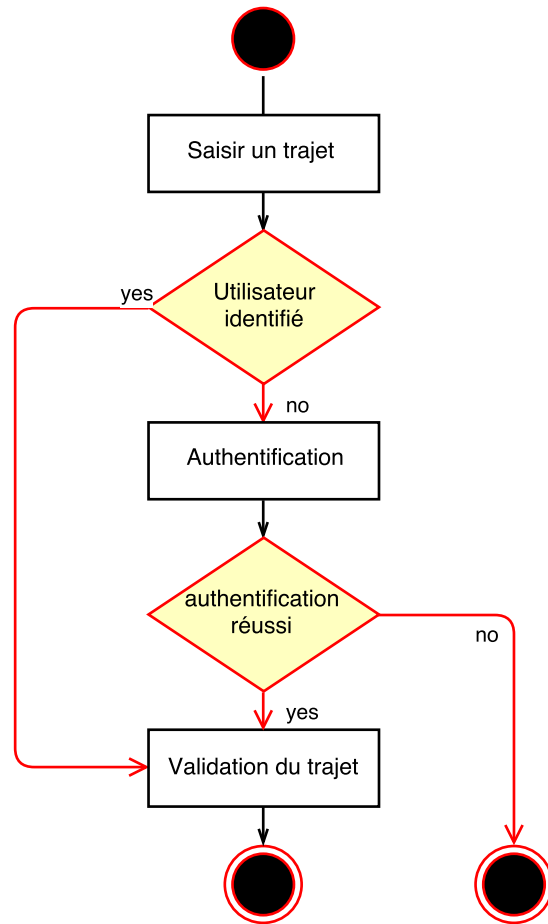 Saisir un trajet
Utilisateur
identifié
yes
no
Authentification
authentification
réussi
no
yes
Validation du trajet